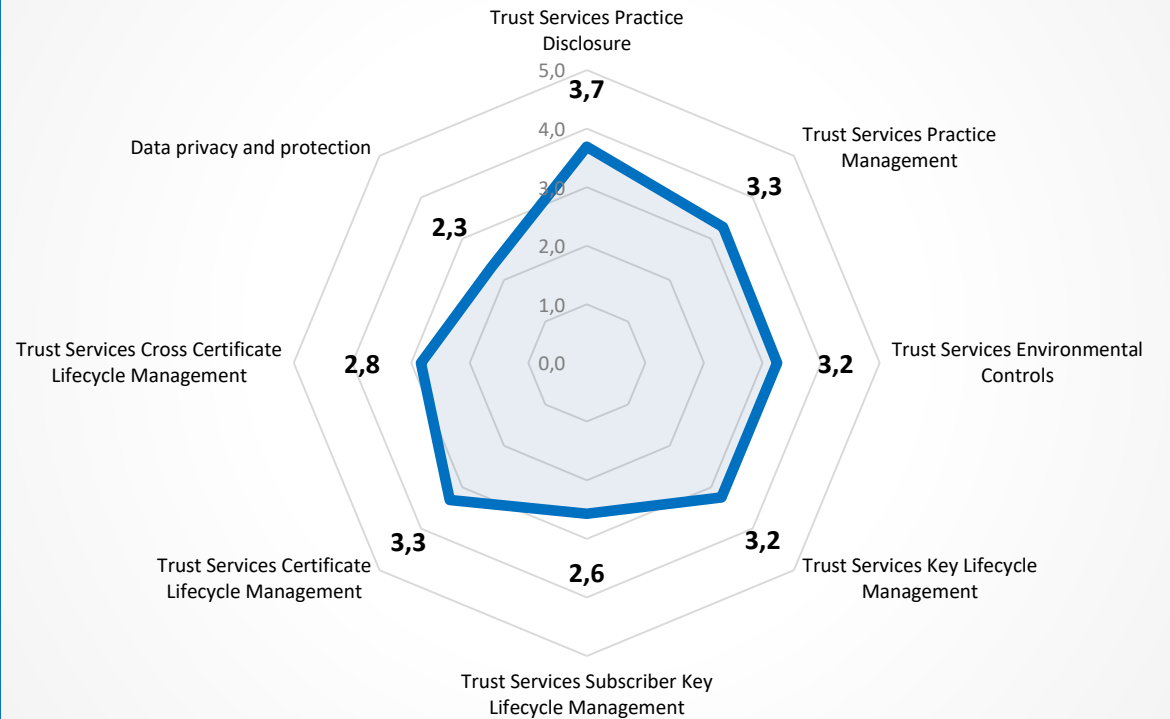 Trust Services Practice
Disclosure
5,0
3,7
4,0
3,0
2,0
1,0
0,0
Trust Services Practice
Management
3,3
Trust Services Environmental
Controls
3,2
Trust Services Key Lifecycle
Management
3,2
Trust Services Subscriber Key
Lifecycle Management
2,6
Trust Services Certificate
Lifecycle Management
3,3
Trust Services Cross Certificate
Lifecycle Management
2,8
Data privacy and protection
2,3